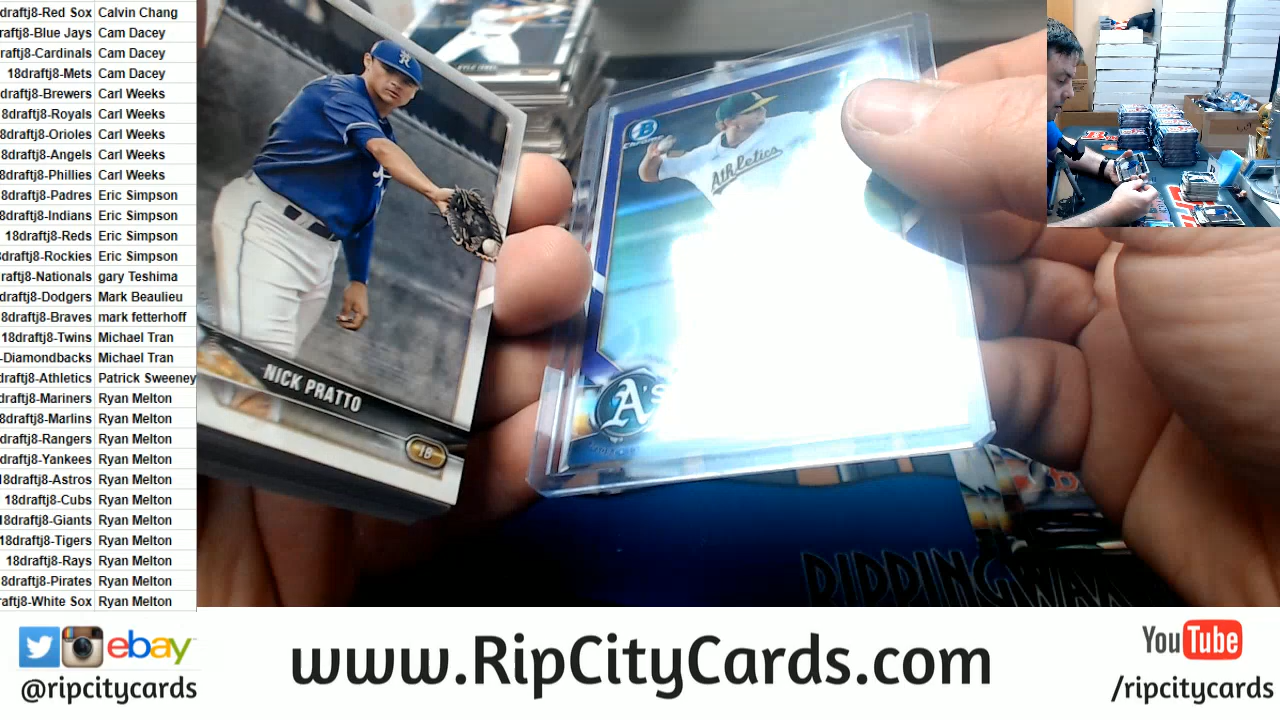 draftj8-Red Sox Calvin Chang
raftj8-Blue Jays Cam Dacey
raftj8-Cardinals Cam Dacey
18draftj8-Mets Cam Dacey
draftj8-Brewers Carl Weeks
8draftj8-Royals Carl Weeks
8draftj8-Orioles Carl Weeks
8draftj8-Angels Carl Weeks
8draftj8-Phillies Carl Weeks
8draftj8-Padres Eric Simpson
8draftj8-Indians Eric Simpson
18draftj8-Reds Eric Simpson
8draftj8-Rockies Eric Simpson
raftj8-Nationals gary Teshima
draftj8-Dodgers Mark Beaulieu
8draftj8-Braves mark fetterhoff
18draftj8-Twins Michael Tran
-Diamondbacks Michael Tran
draftj8-Athletics Patrick Sweeney
draftj8-Mariners Ryan Melton
8draftj8-Marlins Ryan Melton
draftj8-Rangers Ryan Melton
draftj8-Yankees Ryan Melton
18draftj8-Astros Ryan Melton
18draftj8-Cubs Ryan Melton
18draftj8-Giants Ryan Melton
18draftj8-Tigers Ryan Melton
18draftj8-Rays Ryan Melton
8draftj8-Pirates Ryan Melton
raftj8-White Sox Ryan Melton
R
NICK PRATTO
18
B
Athletics
A's
RIPPINGWAX
ebay
@ripcitycards
www.RipCityCards.com
YouTube
/ripcitycards